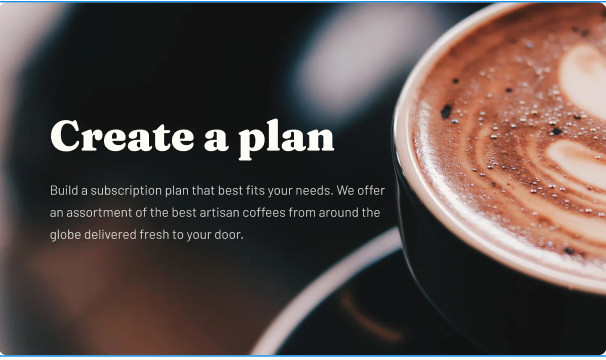 Create a plan
Build a subscription plan that best fits your needs. We offer
an assortment of the best artisan coffees from around the
globe delivered fresh to your door.